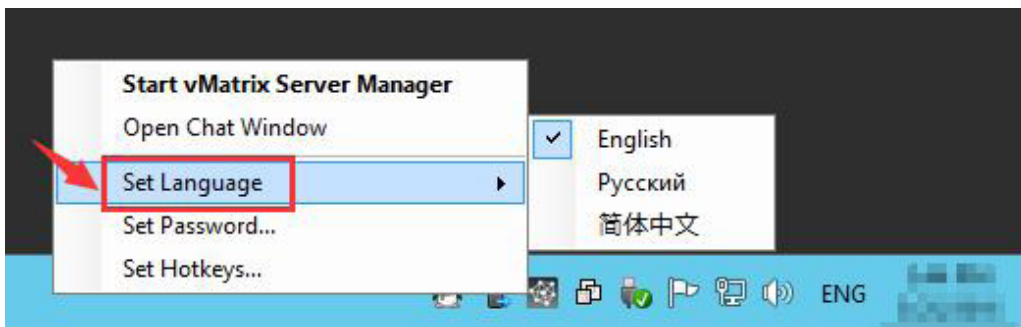 Start vMatrix Server Manager
Open Chat Window
Set Language
Set Password...
Set Hotkeys...
English
Русский
简体中文
ENG